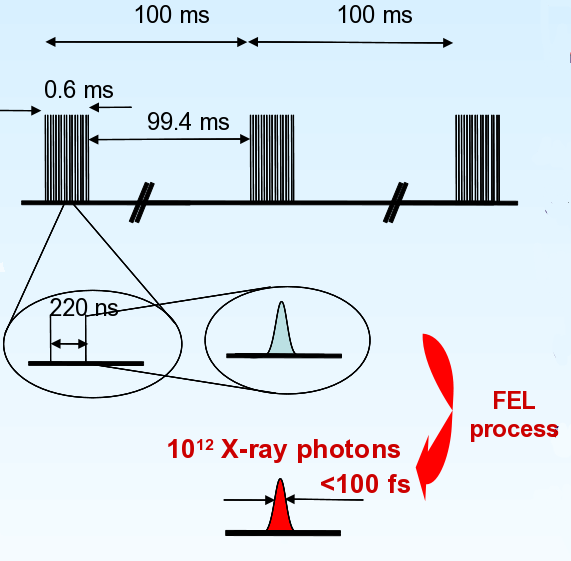 100 ms
100 ms
0.6 ms
99.4 ms
220 ns
FEL
process
10¹² X-ray photons
<100 fs